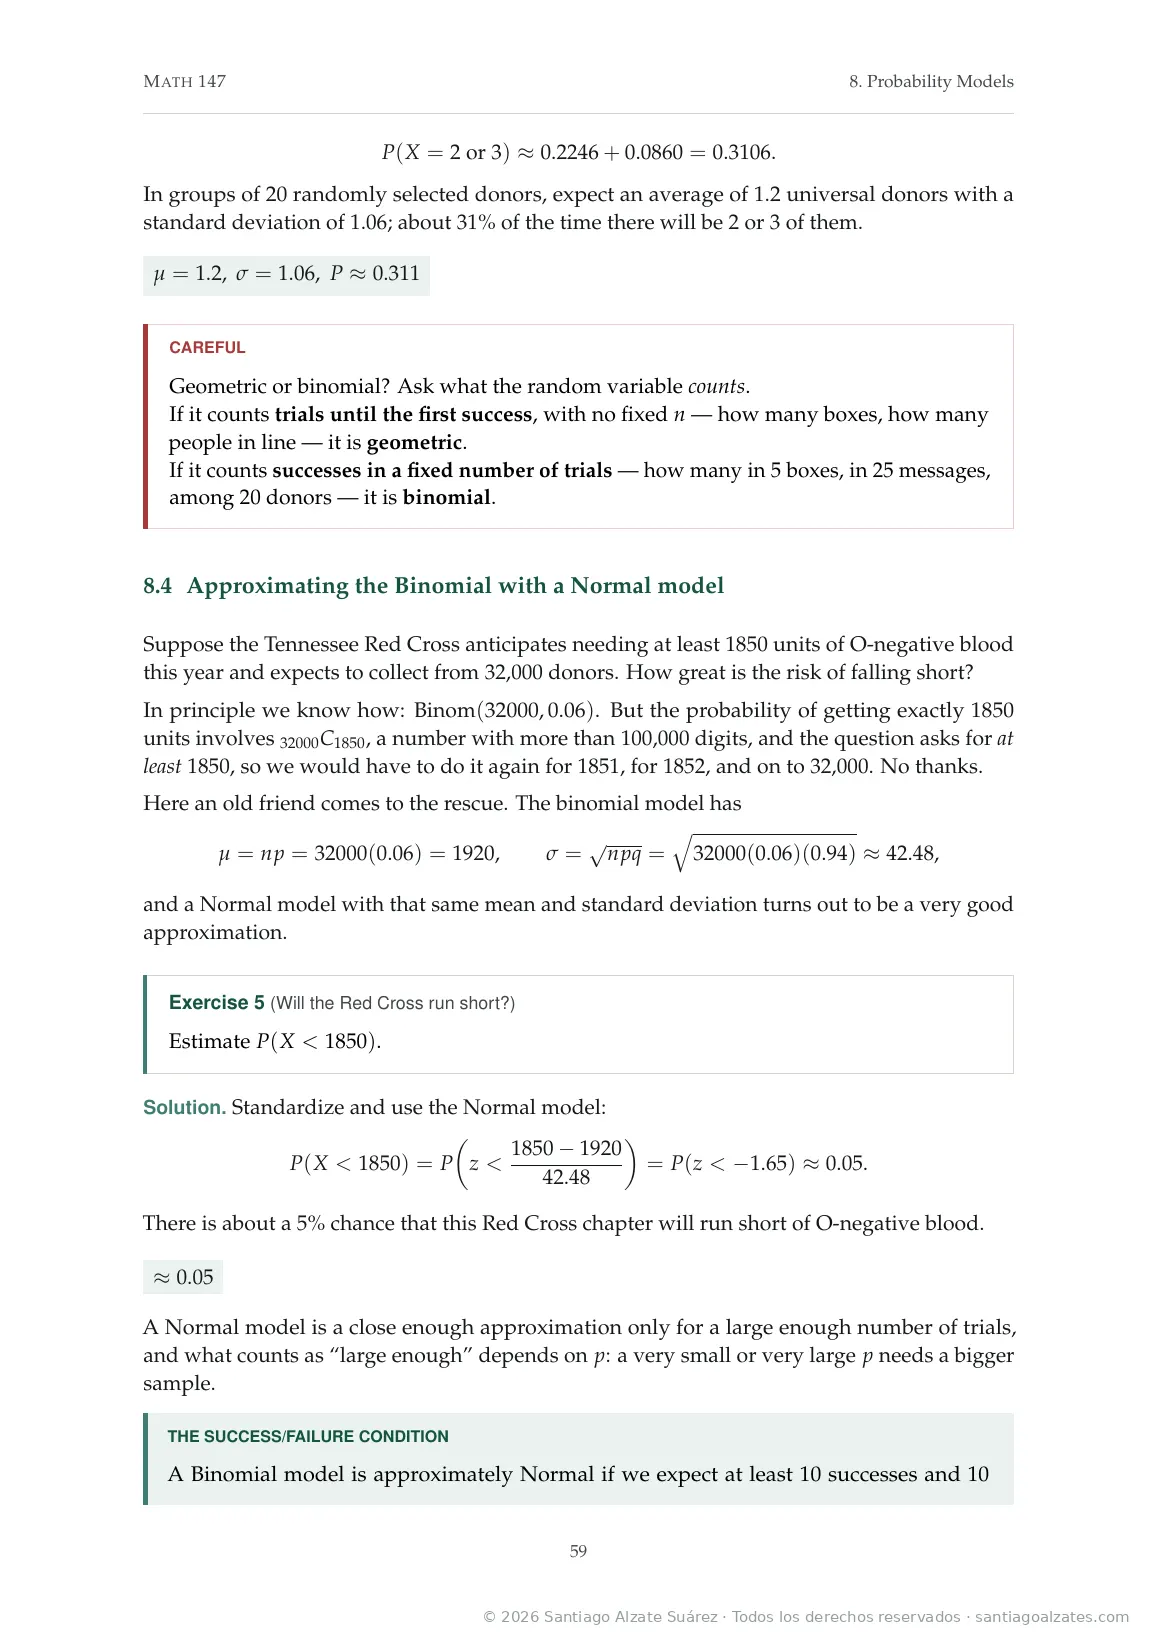 MATH 147
8. Probability Models
P(X = 2 or 3) ≈ 0.2246 + 0.0860 = 0.3106.
In groups of 20 randomly selected donors, expect an average of 1.2 universal donors with a
standard deviation of 1.06; about 31% of the time there will be 2 or 3 of them.
μ = 1.2, σ = 1.06, P ≈ 0.311
CAREFUL
Geometric or binomial? Ask what the random variable counts.
If it counts trials until the first success, with no fixed n — how many boxes, how many
people in line — it is geometric.
If it counts successes in a fixed number of trials — how many in 5 boxes, in 25 messages,
among 20 donors — it is binomial.
8.4 Approximating the Binomial with a Normal model
Suppose the Tennessee Red Cross anticipates needing at least 1850 units of O-negative blood
this year and expects to collect from 32,000 donors. How great is the risk of falling short?
In principle we know how: Binom(32000, 0.06). But the probability of getting exactly 1850
units involves ₃₂₀₀₀C₁₈₅₀, a number with more than 100,000 digits, and the question asks for at
least 1850, so we would have to do it again for 1851, for 1852, and on to 32,000. No thanks.
Here an old friend comes to the rescue. The binomial model has
μ = np = 32000(0.06) = 1920, σ = √npq = √32000(0.06)(0.94) ≈ 42.48,
and a Normal model with that same mean and standard deviation turns out to be a very good
approximation.
Exercise 5 (Will the Red Cross run short?)
Estimate P(X < 1850).
Solution. Standardize and use the Normal model:
P(X < 1850) = P(z < (1850 − 1920)/42.48) = P(z < −1.65) ≈ 0.05.
There is about a 5% chance that this Red Cross chapter will run short of O-negative blood.
≈ 0.05
A Normal model is a close enough approximation only for a large enough number of trials,
and what counts as “large enough” depends on p: a very small or very large p needs a bigger
sample.
THE SUCCESS/FAILURE CONDITION
A Binomial model is approximately Normal if we expect at least 10 successes and 10
59
© 2026 Santiago Alzate Suárez · Todos los derechos reservados · santiagoalzates.com